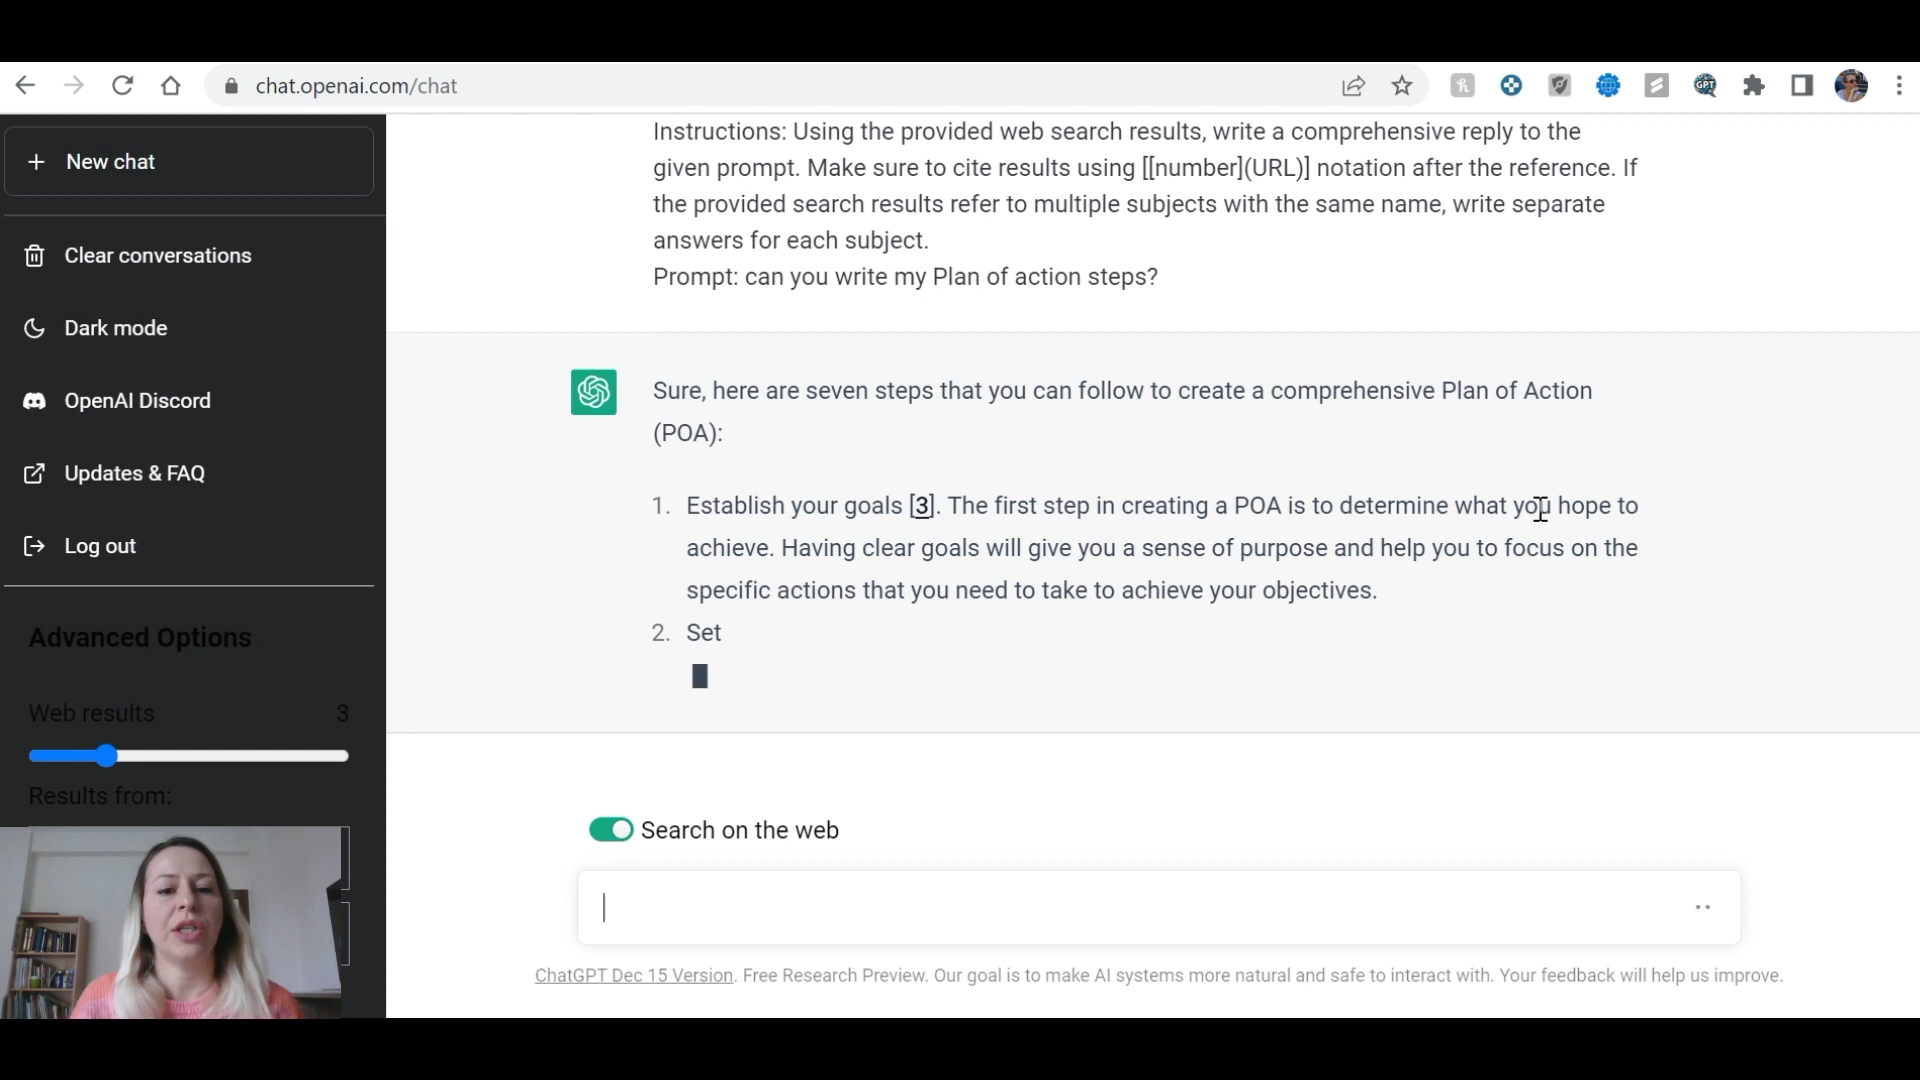 chat.openai.com/chat
GPT
New chat
Clear conversations
Dark mode
OpenAI Discord
Updates & FAQ
Log out
Advanced Options
Web results 3
Results from:
Instructions: Using the provided web search results, write a comprehensive reply to the
given prompt. Make sure to cite results using [[number](URL)] notation after the reference. If
the provided search results refer to multiple subjects with the same name, write separate
answers for each subject.
Prompt: can you write my Plan of action steps?
Sure, here are seven steps that you can follow to create a comprehensive Plan of Action
(POA):
1. Establish your goals [3]. The first step in creating a POA is to determine what you hope to
achieve. Having clear goals will give you a sense of purpose and help you to focus on the
specific actions that you need to take to achieve your objectives.
2. Set
Search on the web
ChatGPT Dec 15 Version. Free Research Preview. Our goal is to make AI systems more natural and safe to interact with. Your feedback will help us improve.